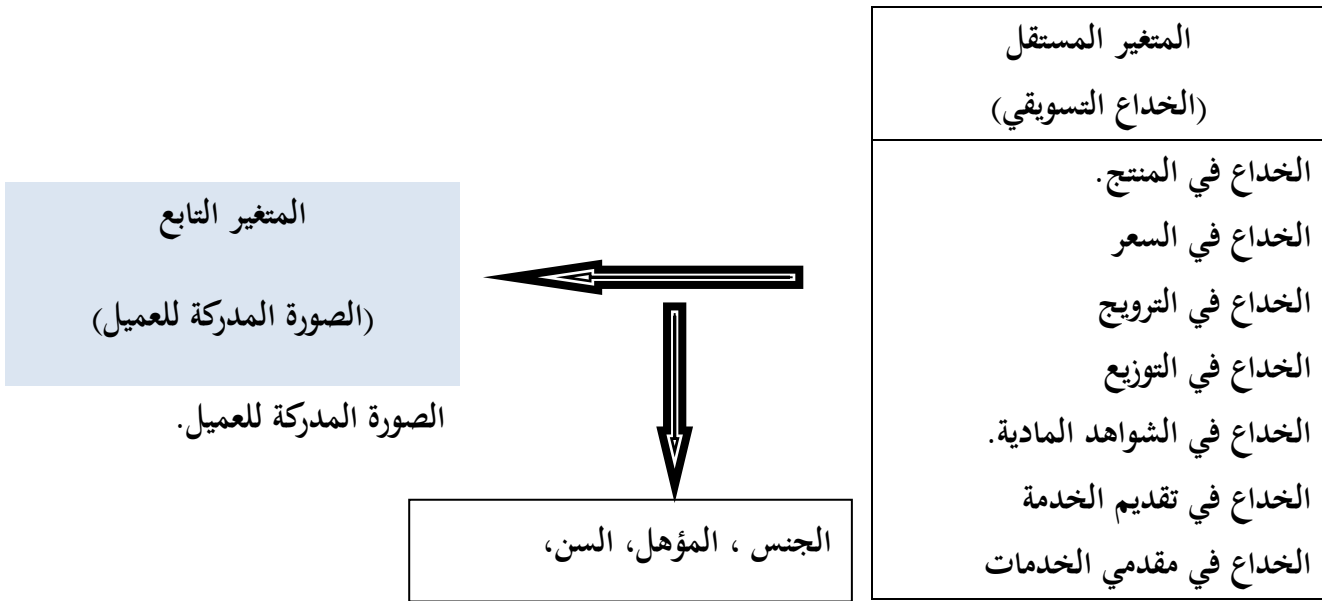 المتغير المستقل
(الخداع التسويقي)
الخداع في المنتج.
الخداع في السعر
الخداع في الترويج
الخداع في التوزيع
الخداع في الشواهد المادية.
الخداع في تقديم الخدمة
الخداع في مقدمي الخدمات
المتغير التابع
(الصورة المدركة للعميل)
الصورة المدركة للعميل.
الجنس ، المؤهل، السن،